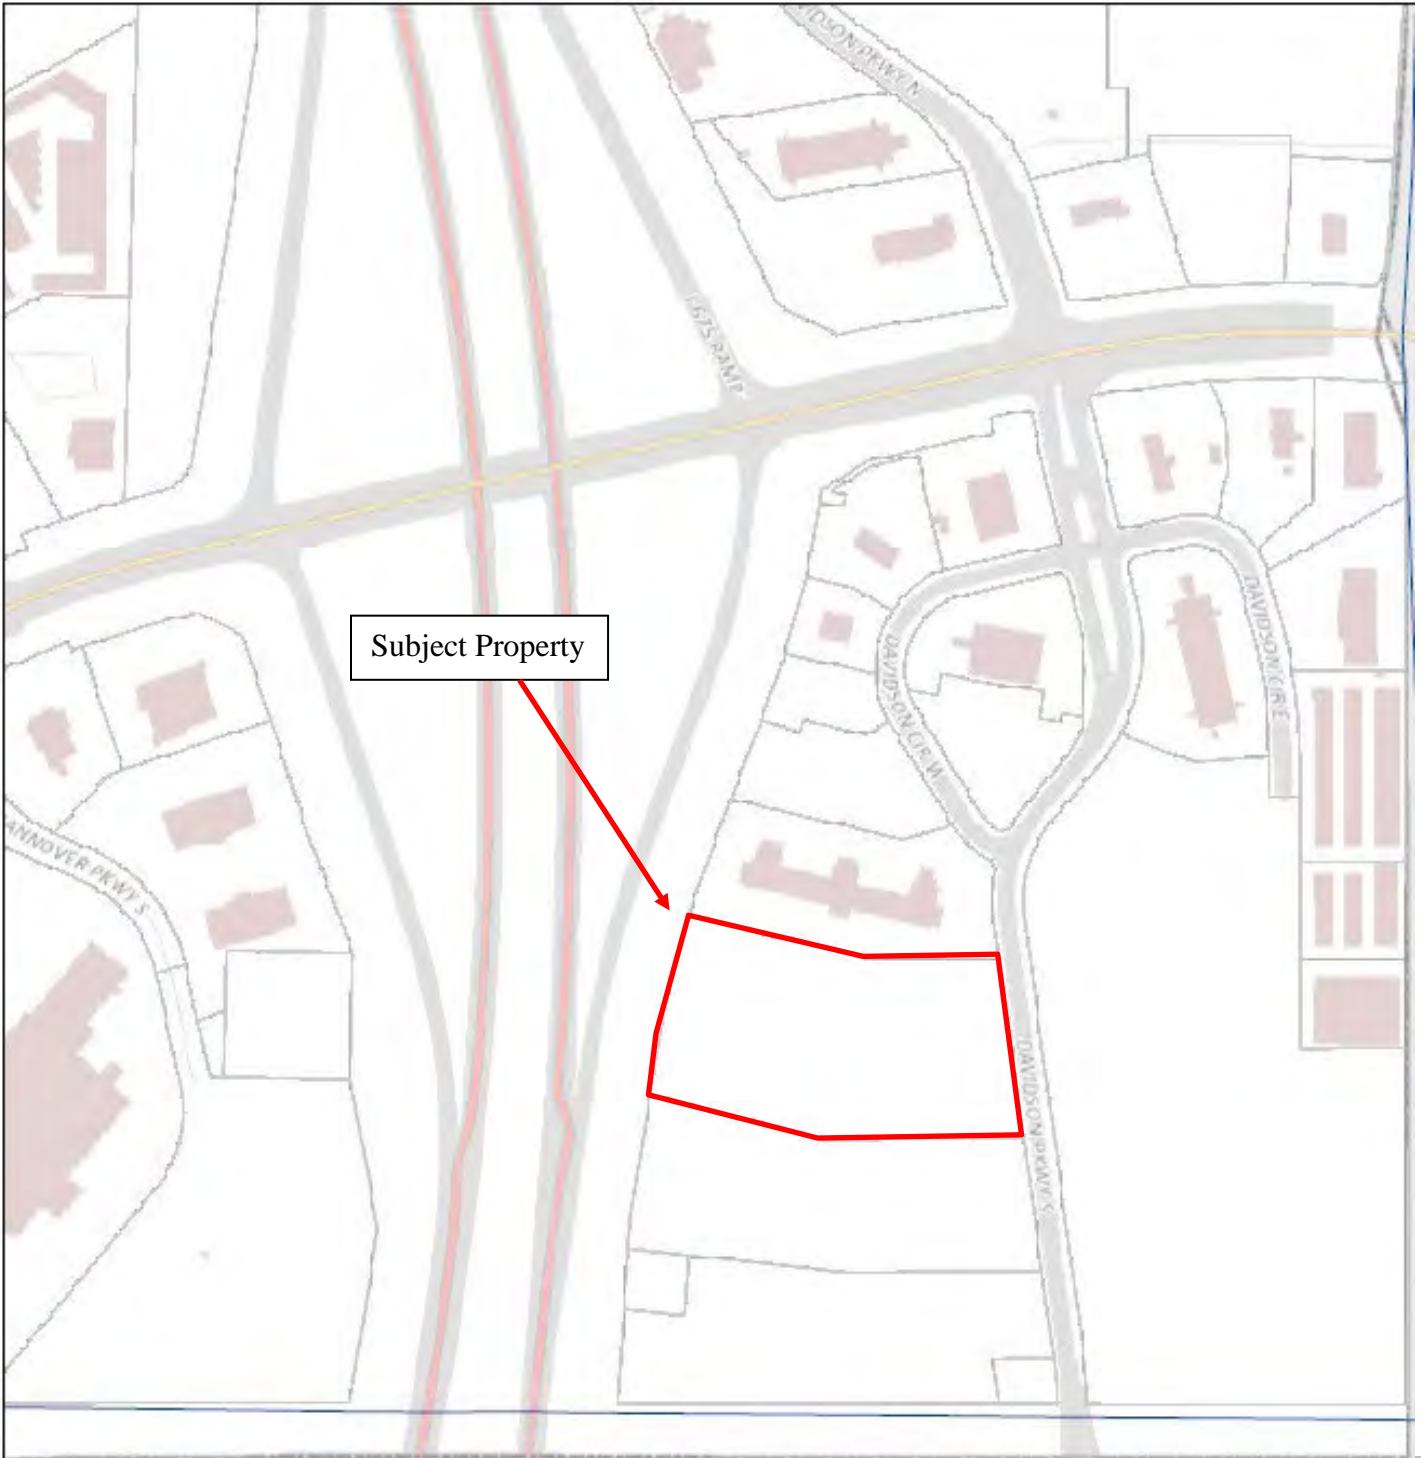 DAVIDSON PKWY N
I-675 RAMP
Subject Property
DAVIDSON CIR E
DAVIDSON CIR W
HANNOVER PKWY S
DAVIDSON PKWY S